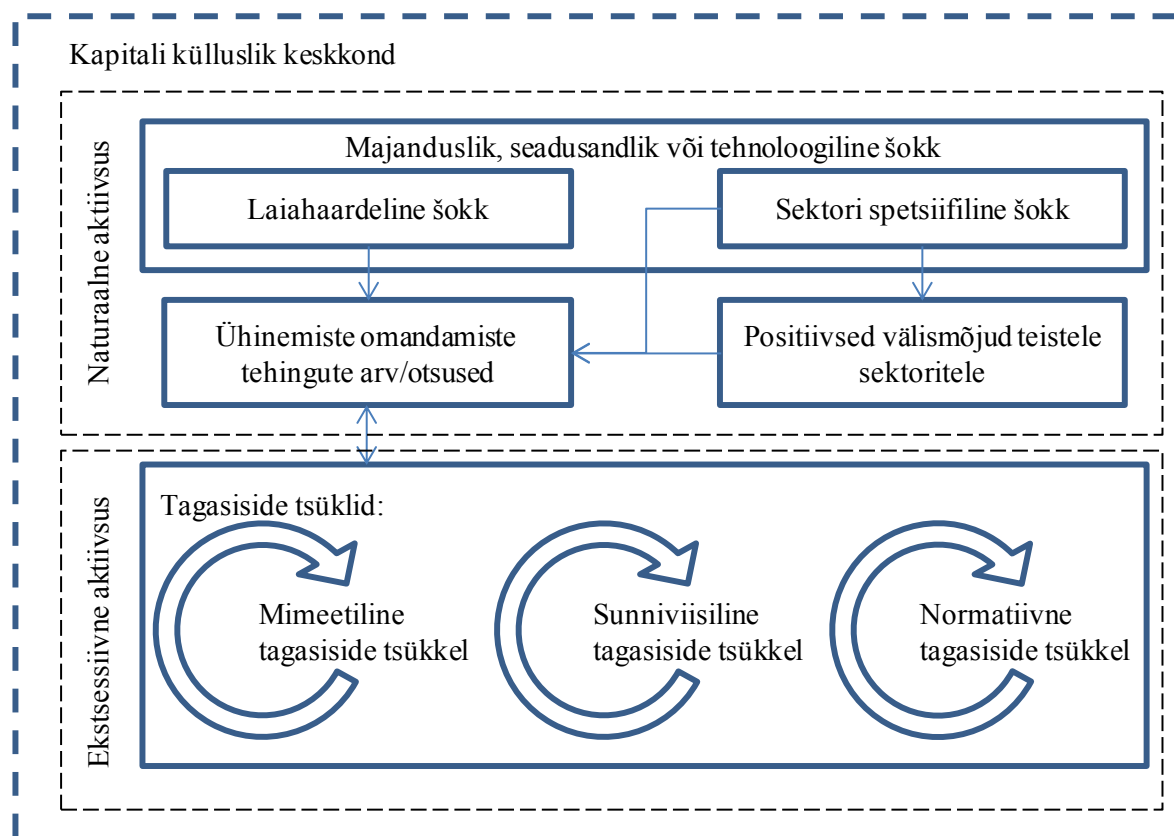 Kapitali külluslik keskkond
Naturaalne aktiivsus
Majanduslik, seadusandlik või tehnoloogiline šokk
Laiahaardeline šokk
Sektori spetsiifiline šokk
Ühinemiste omandamiste
tehingute arv/otsused
Positiivsed välismõjud teistele
sektoritele
Ekstsessiivne aktiivsus
Tagasiside tsüklid:
Mimeetiline
tagasiside tsükkel
Sunniviisiline
tagasiside tsükkel
Normatiivne
tagasiside tsükkel